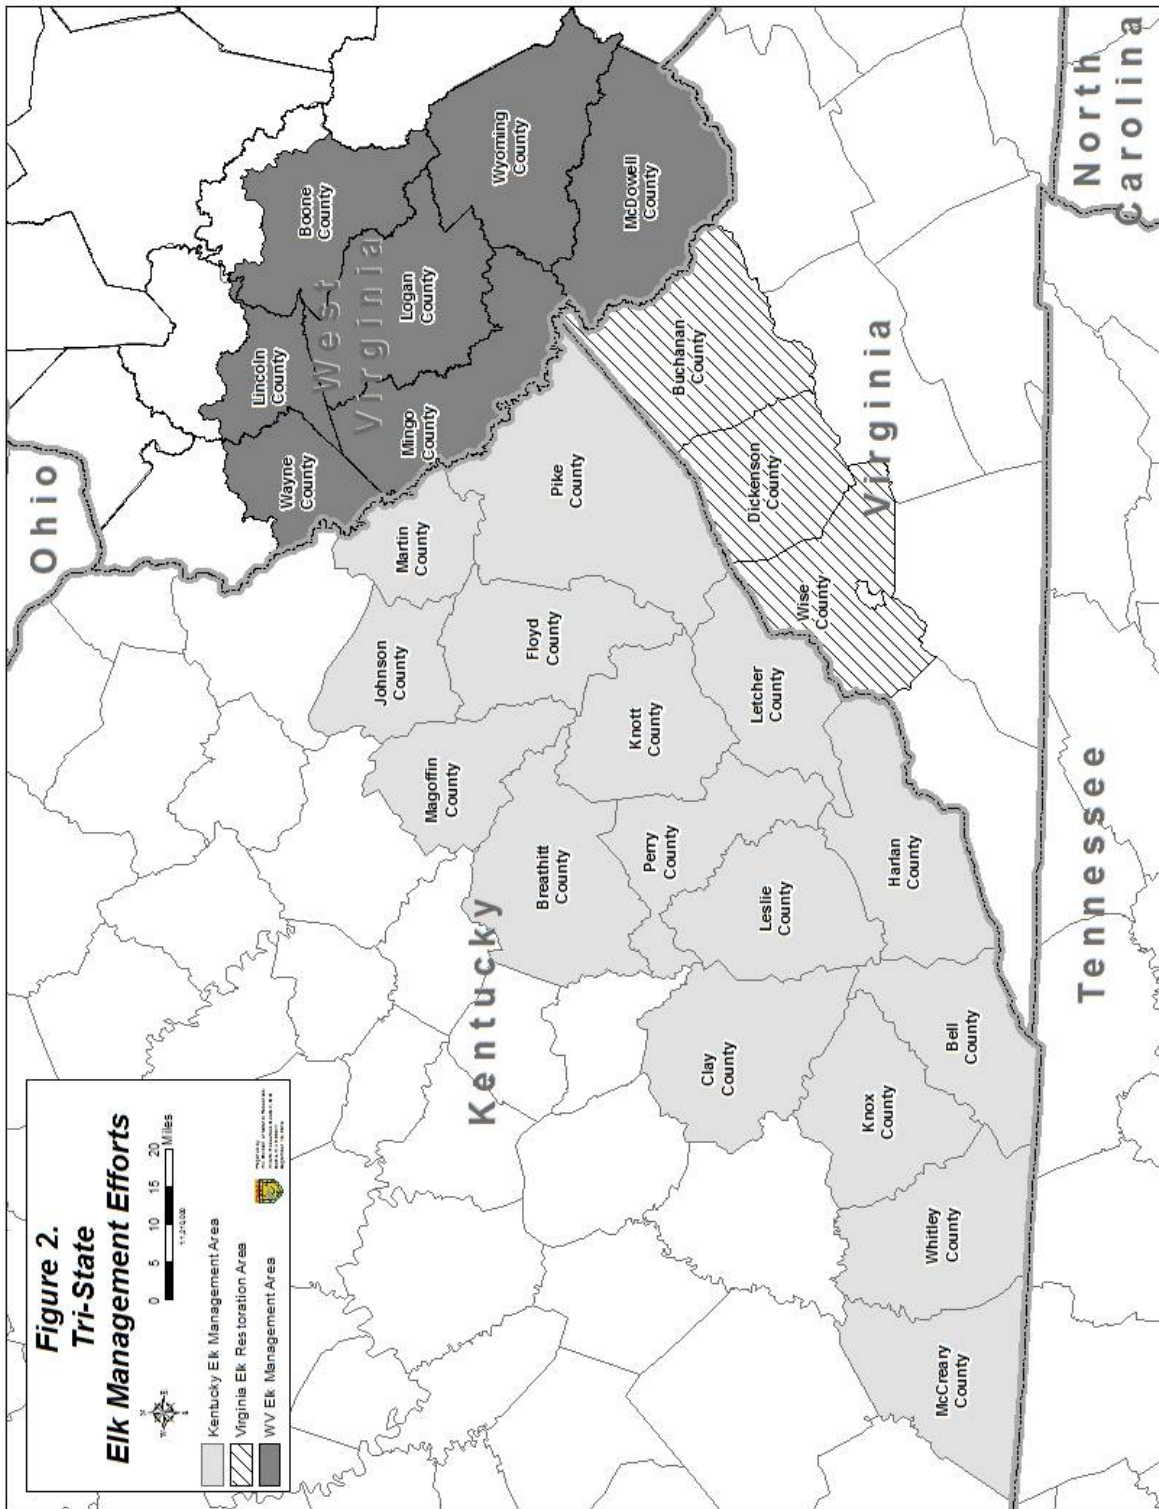 Figure 2.
Tri-State
Elk Management Efforts
0 5 10 15 20
Miles
1:1,210,000
N
W E
S
Kentucky Elk Management Area
Virginia Elk Restoration Area
WV Elk Management Area
Ohio
West
Virginia
Kentucky
Virginia
Tennessee
North
Carolina
Wayne
County
Lincoln
County
Boone
County
Mingo
County
Logan
County
Wyoming
County
McDowell
County
Martin
County
Johnson
County
Magoffin
County
Pike
County
Floyd
County
Breathitt
County
Knott
County
Perry
County
Letcher
County
Leslie
County
Clay
County
Harlan
County
Knox
County
Bell
County
Whitley
County
McCreary
County
Buchanan
County
Dickenson
County
Wise
County